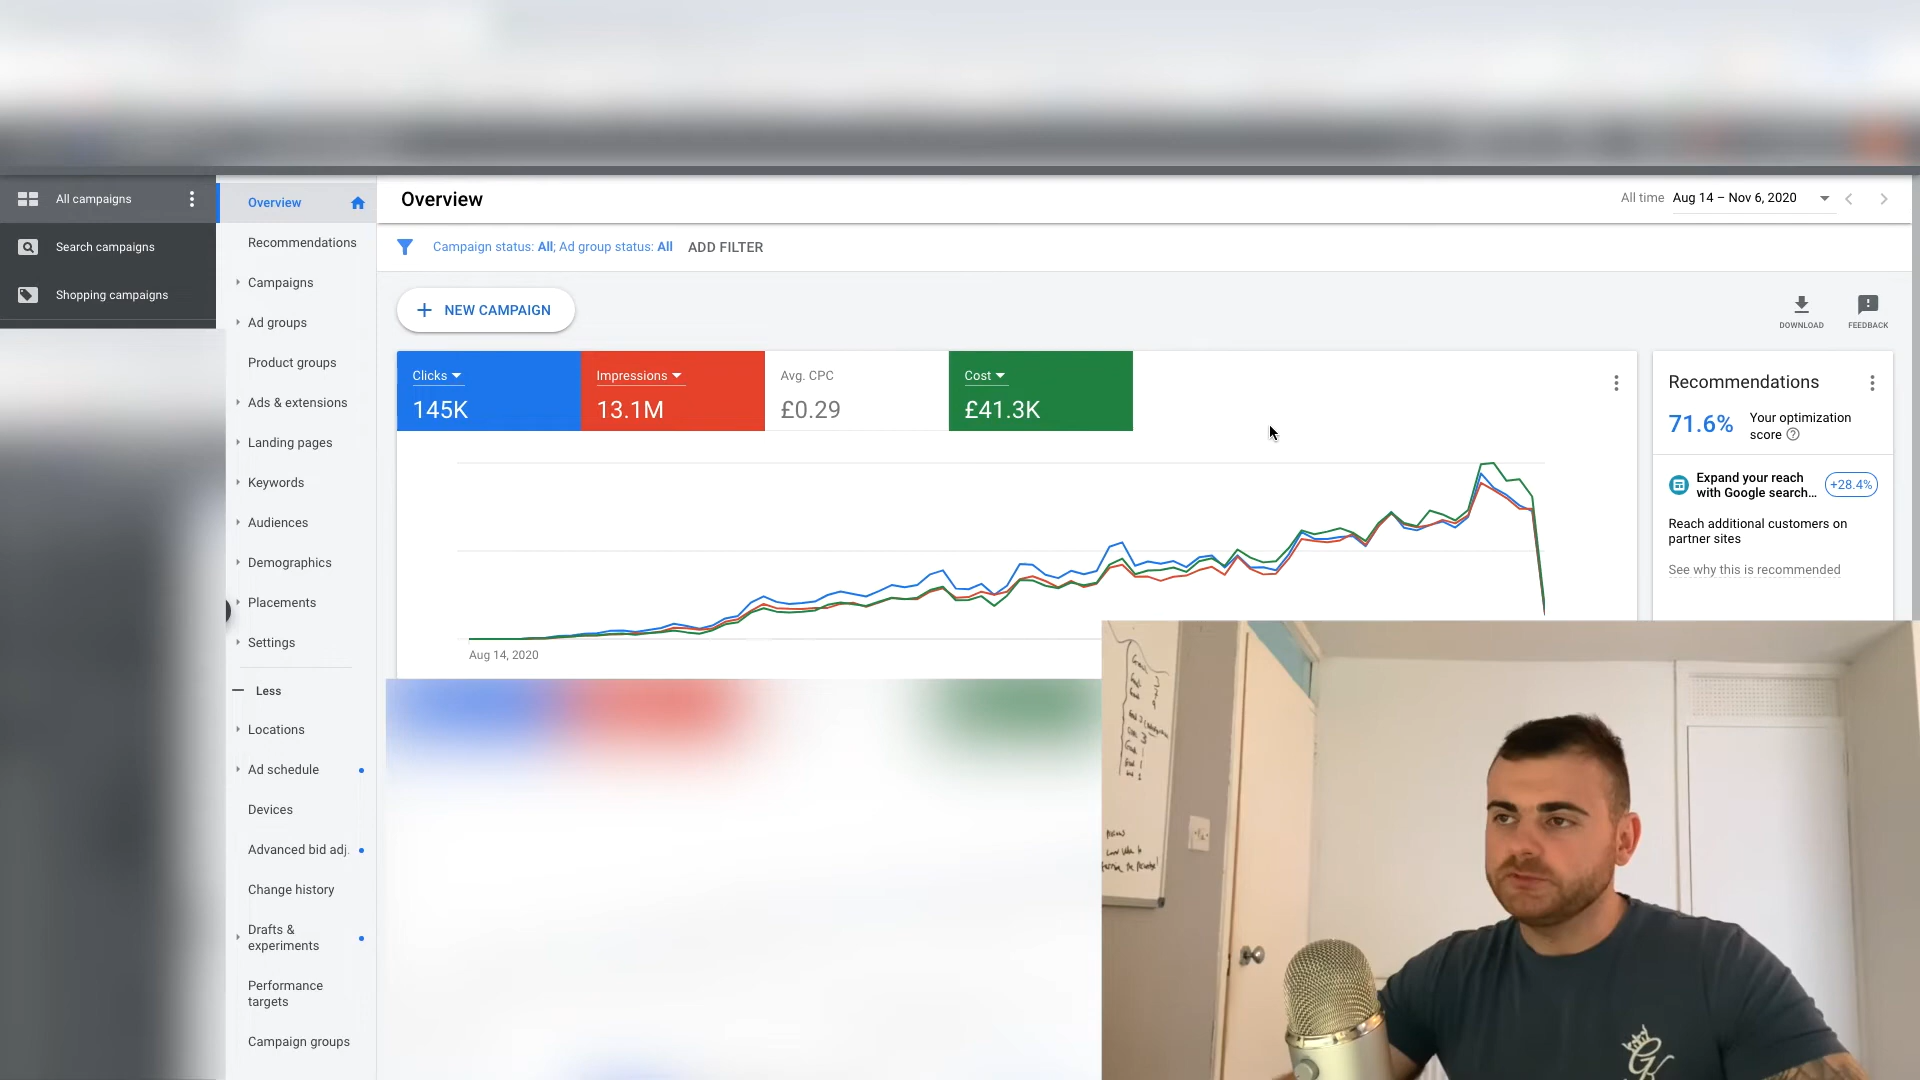 All campaigns
Search campaigns
Shopping campaigns
Overview
Recommendations
Campaigns
Ad groups
Product groups
Ads & extensions
Landing pages
Keywords
Audiences
Demographics
Placements
Settings
Less
Locations
Ad schedule
Devices
Advanced bid adj.
Change history
Drafts &
experiments
Performance
targets
Campaign groups
Overview
All time Aug 14 – Nov 6, 2020
Campaign status: All; Ad group status: All ADD FILTER
NEW CAMPAIGN
DOWNLOAD
FEEDBACK
Clicks
145K
Impressions
13.1M
Avg. CPC
£0.29
Cost
£41.3K
Aug 14, 2020
Recommendations
71.6%
Your optimization
score
Expand your reach
with Google search...
+28.4%
Reach additional customers on
partner sites
See why this is recommended